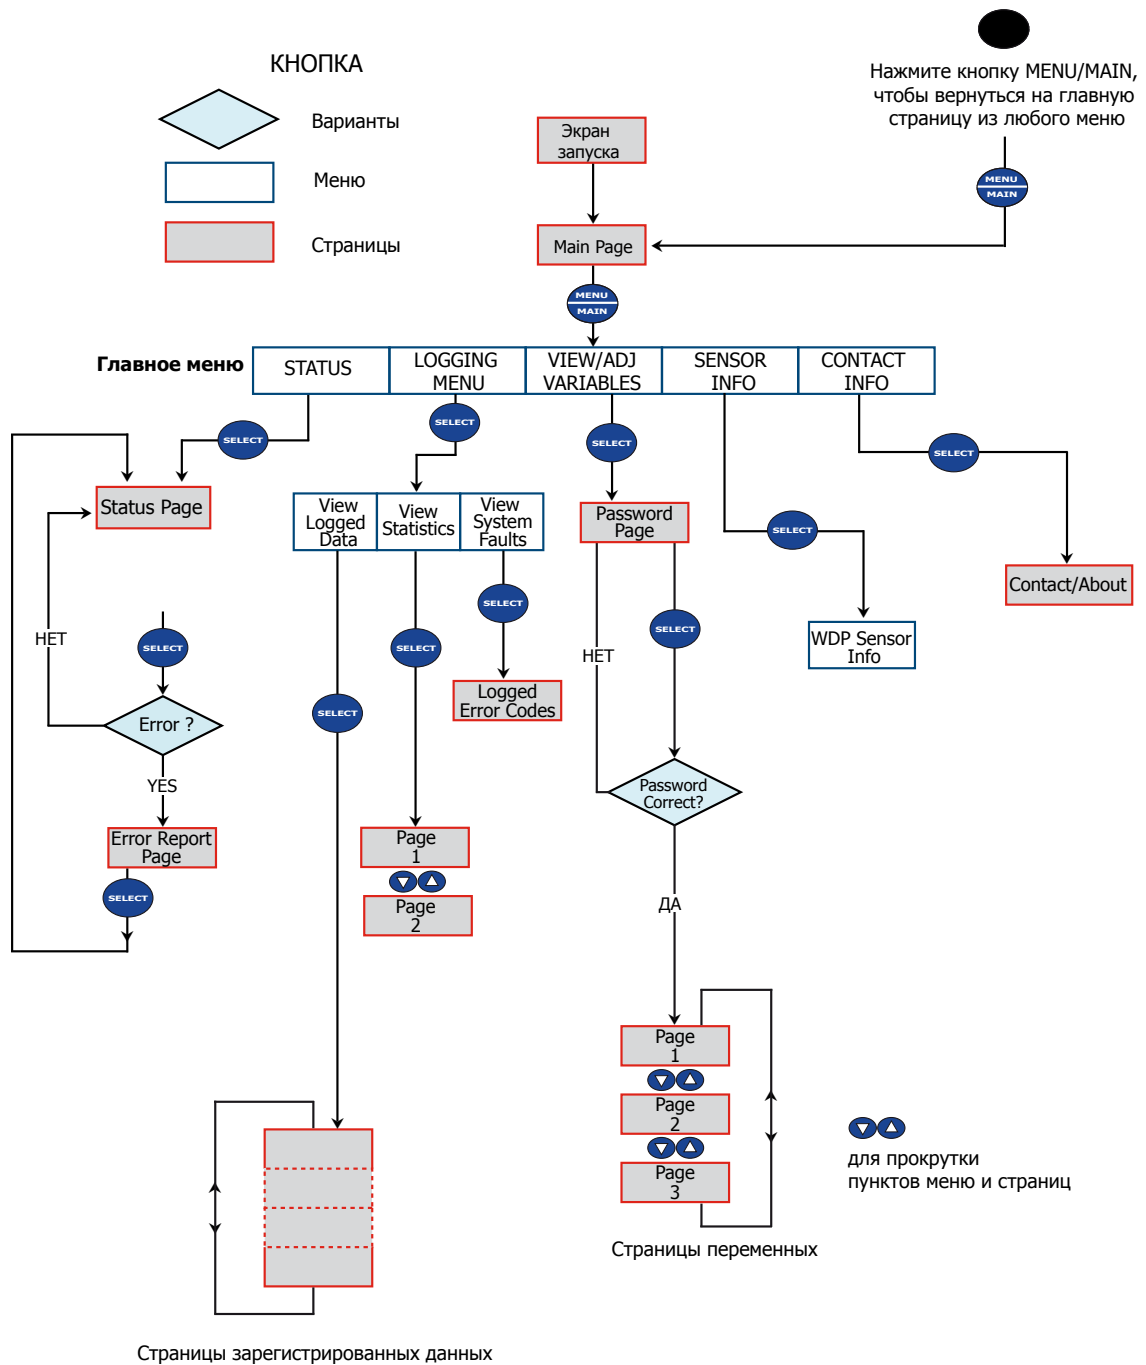 КНОПКА
Варианты
Меню
Страницы
Нажмите кнопку MENU/MAIN,
чтобы вернуться на главную
страницу из любого меню
MENU
MAIN
Экран
запуска
Main Page
MENU
MAIN
Главное меню
STATUS
LOGGING
MENU
VIEW/ADJ
VARIABLES
SENSOR
INFO
CONTACT
INFO
SELECT
SELECT
SELECT
SELECT
SELECT
Status Page
View
Logged
Data
View
Statistics
View
System
Faults
Password
Page
Contact/About
WDP Sensor
Info
НЕТ
SELECT
Error ?
YES
Error Report
Page
SELECT
SELECT
SELECT
SELECT
Logged
Error Codes
Page
1
Page
2
НЕТ
SELECT
Password
Correct?
ДА
Page
1
Page
2
Page
3
Страницы переменных
для прокрутки
пунктов меню и страниц
Страницы зарегистрированных данных